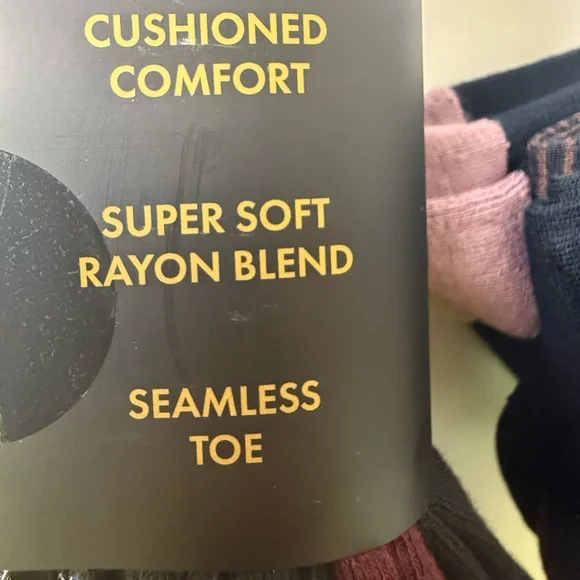 CUSHIONED
COMFORT
SUPER SOFT
RAYON BLEND
SEAMLESS
TOE